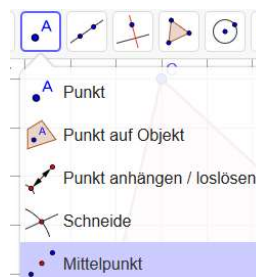 A
Punkt
A
Punkt auf Objekt
Punkt anhängen / loslösen
Schneide
Mittelpunkt